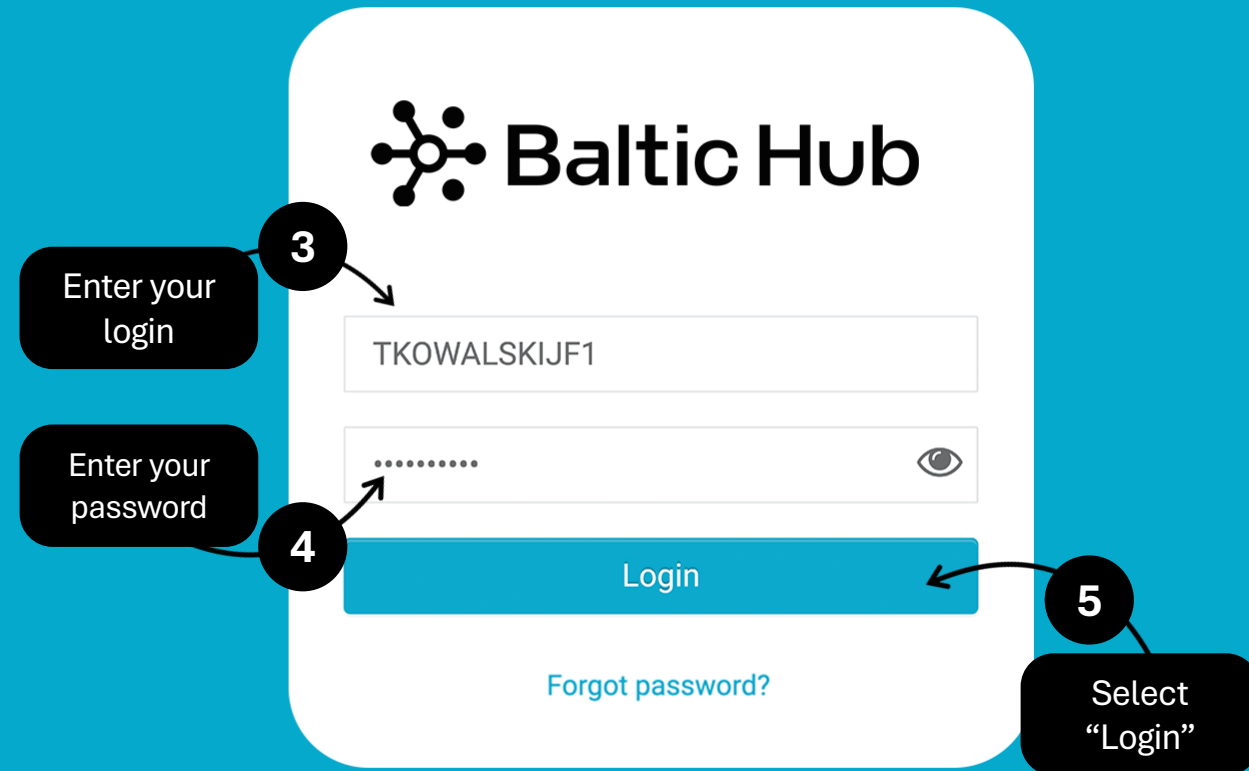 Baltic Hub
3
Enter your
login
TKOWALSKIJF1
Enter your
password
••••••••••
4
Login
5
Forgot password?
Select
“Login”